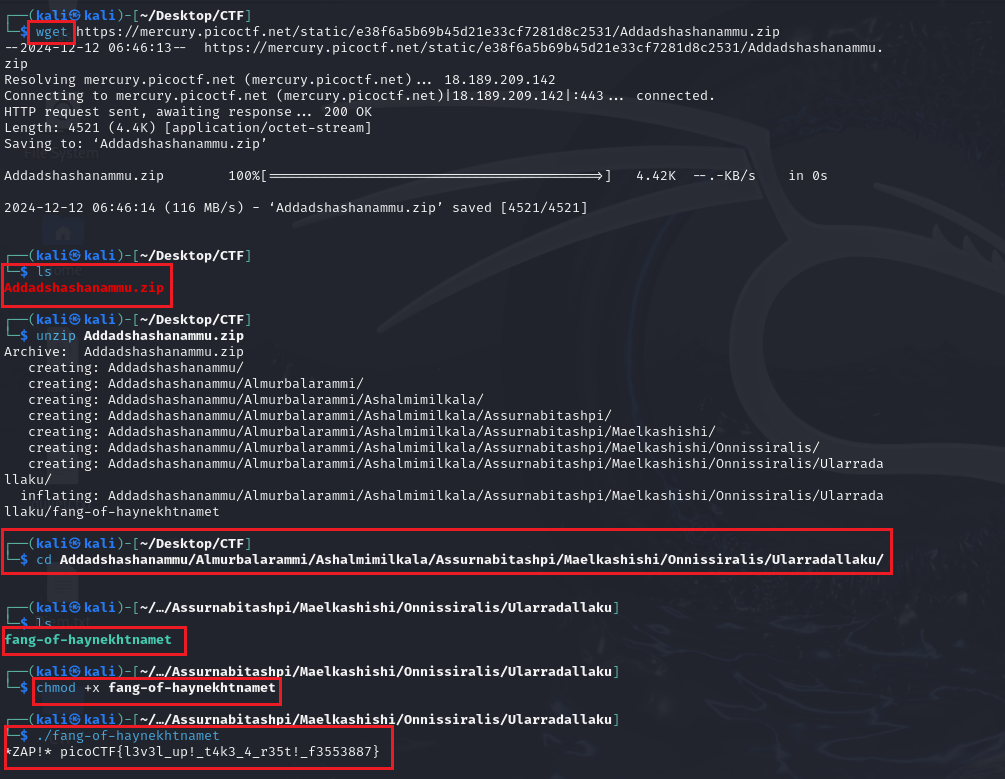 ┌──(kali㉿kali)-[~/Desktop/CTF]
└─$ wget https://mercury.picoctf.net/static/e38f6a5b69b45d21e33cf7281d8c2531/Addadshashanammu.zip
--2024-12-12 06:46:13--  https://mercury.picoctf.net/static/e38f6a5b69b45d21e33cf7281d8c2531/Addadshashanammu.
zip
Resolving mercury.picoctf.net (mercury.picoctf.net)... 18.189.209.142
Connecting to mercury.picoctf.net (mercury.picoctf.net)|18.189.209.142|:443... connected.
HTTP request sent, awaiting response... 200 OK
Length: 4521 (4.4K) [application/octet-stream]
Saving to: ‘Addadshashanammu.zip’
Addadshashanammu.zip        100%[=========================================>]   4.42K  --.-KB/s    in 0s
2024-12-12 06:46:14 (116 MB/s) - ‘Addadshashanammu.zip’ saved [4521/4521]
┌──(kali㉿kali)-[~/Desktop/CTF]
└─$ ls
Addadshashanammu.zip
┌──(kali㉿kali)-[~/Desktop/CTF]
└─$ unzip Addadshashanammu.zip
Archive:  Addadshashanammu.zip
   creating: Addadshashanammu/
   creating: Addadshashanammu/Almurbalarammi/
   creating: Addadshashanammu/Almurbalarammi/Ashalmimilkala/
   creating: Addadshashanammu/Almurbalarammi/Ashalmimilkala/Assurnabitashpi/
   creating: Addadshashanammu/Almurbalarammi/Ashalmimilkala/Assurnabitashpi/Maelkashishi/
   creating: Addadshashanammu/Almurbalarammi/Ashalmimilkala/Assurnabitashpi/Maelkashishi/Onnissiralis/
   creating: Addadshashanammu/Almurbalarammi/Ashalmimilkala/Assurnabitashpi/Maelkashishi/Onnissiralis/Ularrada
llaku/
  inflating: Addadshashanammu/Almurbalarammi/Ashalmimilkala/Assurnabitashpi/Maelkashishi/Onnissiralis/Ularrada
llaku/fang-of-haynekhtnamet
┌──(kali㉿kali)-[~/Desktop/CTF]
└─$ cd Addadshashanammu/Almurbalarammi/Ashalmimilkala/Assurnabitashpi/Maelkashishi/Onnissiralis/Ularradallaku/
┌──(kali㉿kali)-[~/…/Assurnabitashpi/Maelkashishi/Onnissiralis/Ularradallaku]
└─$ ls
fang-of-haynekhtnamet
┌──(kali㉿kali)-[~/…/Assurnabitashpi/Maelkashishi/Onnissiralis/Ularradallaku]
└─$ chmod +x fang-of-haynekhtnamet
┌──(kali㉿kali)-[~/…/Assurnabitashpi/Maelkashishi/Onnissiralis/Ularradallaku]
└─$ ./fang-of-haynekhtnamet
*ZAP!* picoCTF{l3v3l_up!_t4k3_4_r35t!_f3553887}